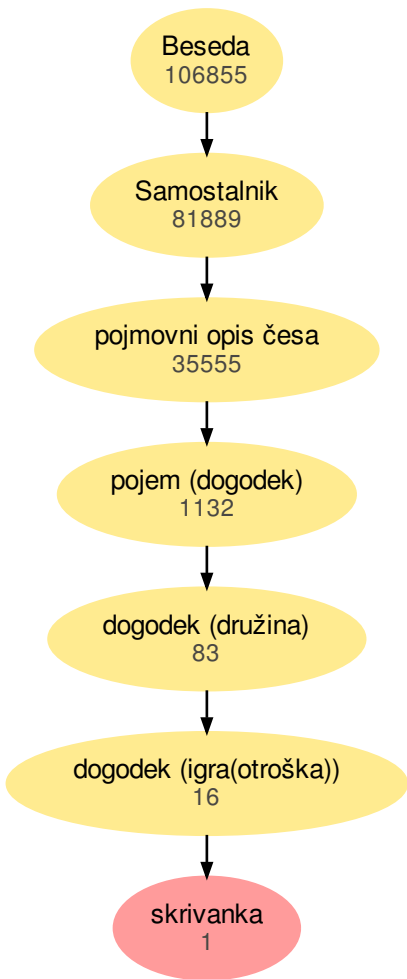 Beseda
106855
Samostalnik
81889
pojmovni opis česa
35555
pojem (dogodek)
1132
dogodek (družina)
83
dogodek (igra(otroška))
16
skrivanka
1